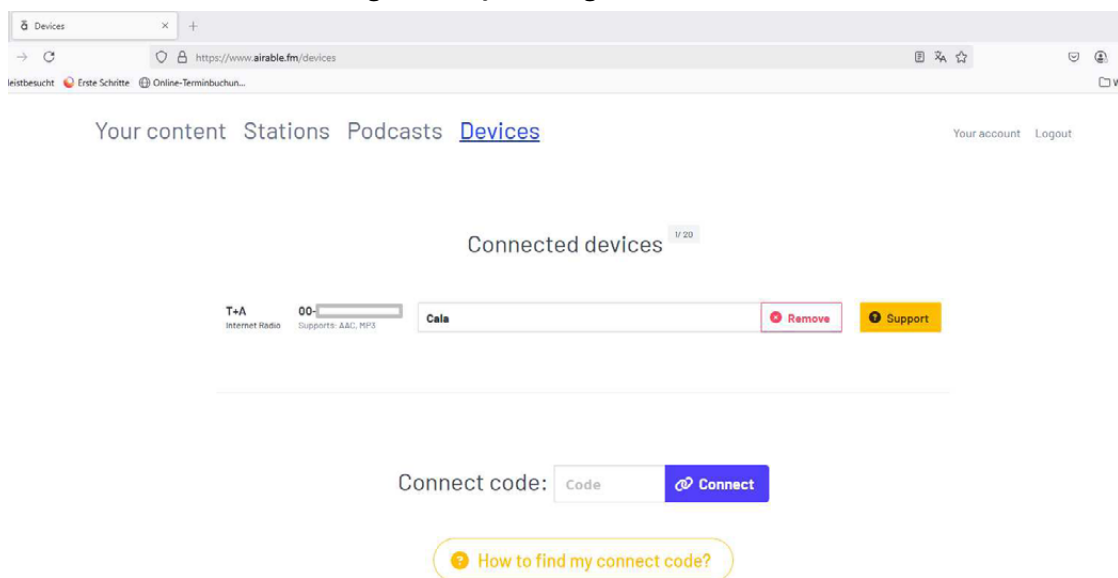 ā Devices × +
https://www.airable.fm/devices
leistbesucht Erste Schritte Online-Terminbuchun...
Your content Stations Podcasts Devices Your account Logout
Connected devices 1/ 20
T+A 00-
Internet Radio Supports: AAC, MP3
Cala Remove Support
Connect code: Code Connect
How to find my connect code?